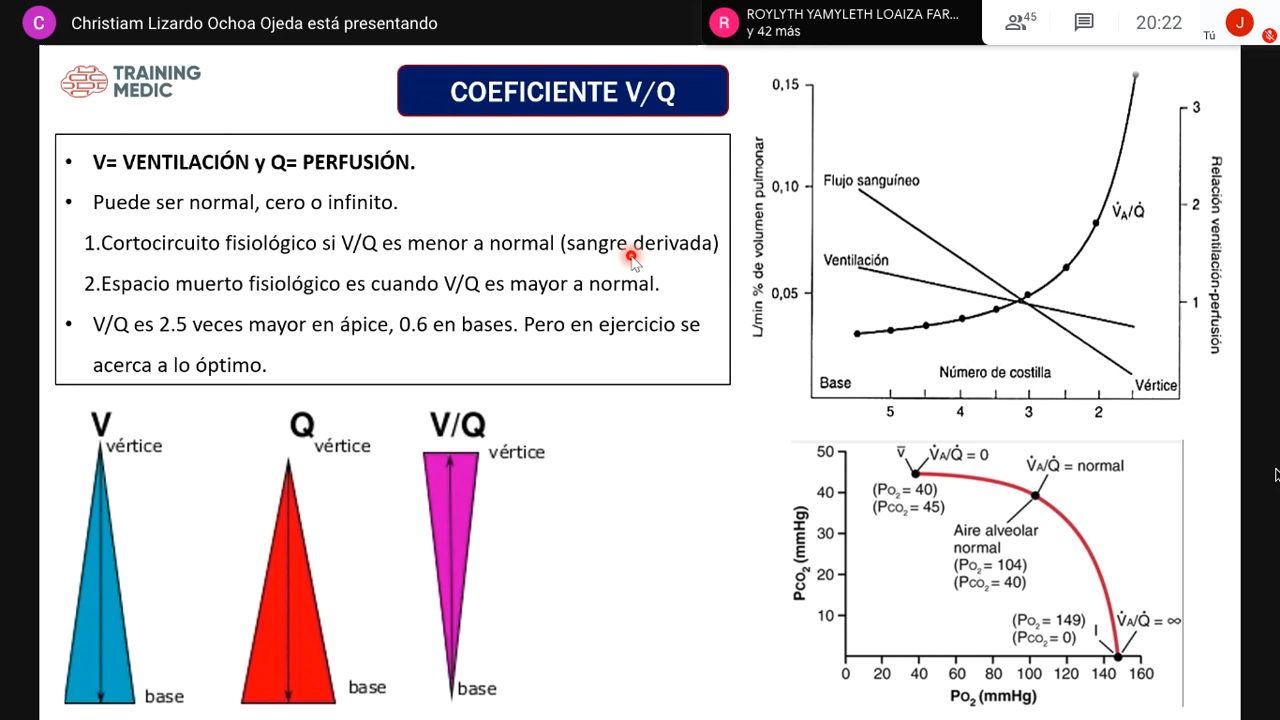 C
Christiam Lizardo Ochoa Ojeda está presentando
R
ROYLYTH YAMYLETH LOAIZA FAR...
y 42 más
45
20:22
Tú
J
TRAINING
MEDIC
COEFICIENTE V/Q
• V= VENTILACIÓN y Q= PERFUSIÓN.
• Puede ser normal, cero o infinito.
1.Cortocircuito fisiológico si V/Q es menor a normal (sangre derivada)
2.Espacio muerto fisiológico es cuando V/Q es mayor a normal.
• V/Q es 2.5 veces mayor en ápice, 0.6 en bases. Pero en ejercicio se
acerca a lo óptimo.
V
vértice
base
Q
vértice
base
V/Q
vértice
base
L/min % de volumen pulmonar
0,15
0,10
0,05
Flujo sanguíneo
Ventilación
V̇A/Q̇
3
2
1
Relación ventilación-perfusión
Número de costilla
Base
Vértice
5 4 3 2
Pco₂ (mmHg)
50
40
30
20
10
v̄
V̇A/Q̇ = 0
(Po₂ = 40)
(Pco₂ = 45)
V̇A/Q̇ = normal
Aire alveolar
normal
(Po₂ = 104)
(Pco₂ = 40)
(Po₂ = 149)
(Pco₂ = 0)
I
V̇A/Q̇ = ∞
0 20 40 60 80 100 120 140 160
Po₂ (mmHg)